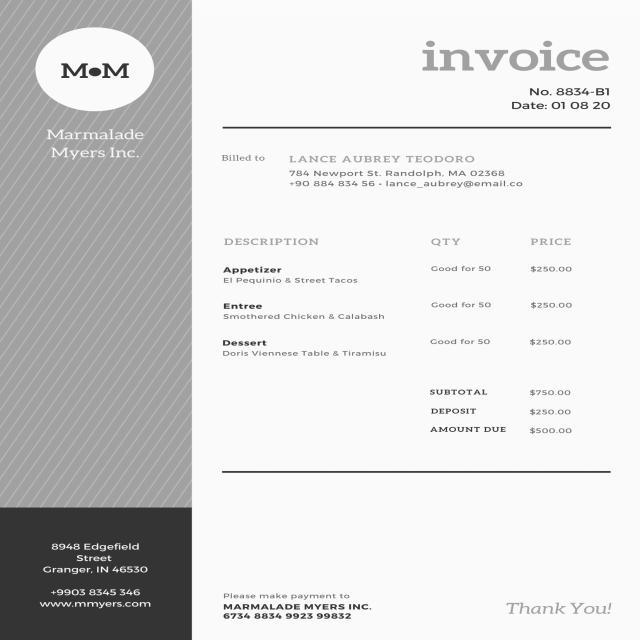 M•M
Marmalade
Myers Inc.
8948 Edgefield
Street
Granger, IN 46530
+9903 8345 346
www.mmyers.com
invoice
No. 8834-B1
Date: 01 08 20
Billed to LANCE AUBREY TEODORO
784 Newport St. Randolph, MA 02368
+90 884 834 56 - lance_aubrey@email.co
DESCRIPTION QTY PRICE
Appetizer Good for 50 $250.00
El Pequinio & Street Tacos
Entree Good for 50 $250.00
Smothered Chicken & Calabash
Dessert Good for 50 $250.00
Doris Viennese Table & Tiramisu
SUBTOTAL $750.00
DEPOSIT $250.00
AMOUNT DUE $500.00
Please make payment to
MARMALADE MYERS INC.
6734 8834 9923 99832
Thank You!